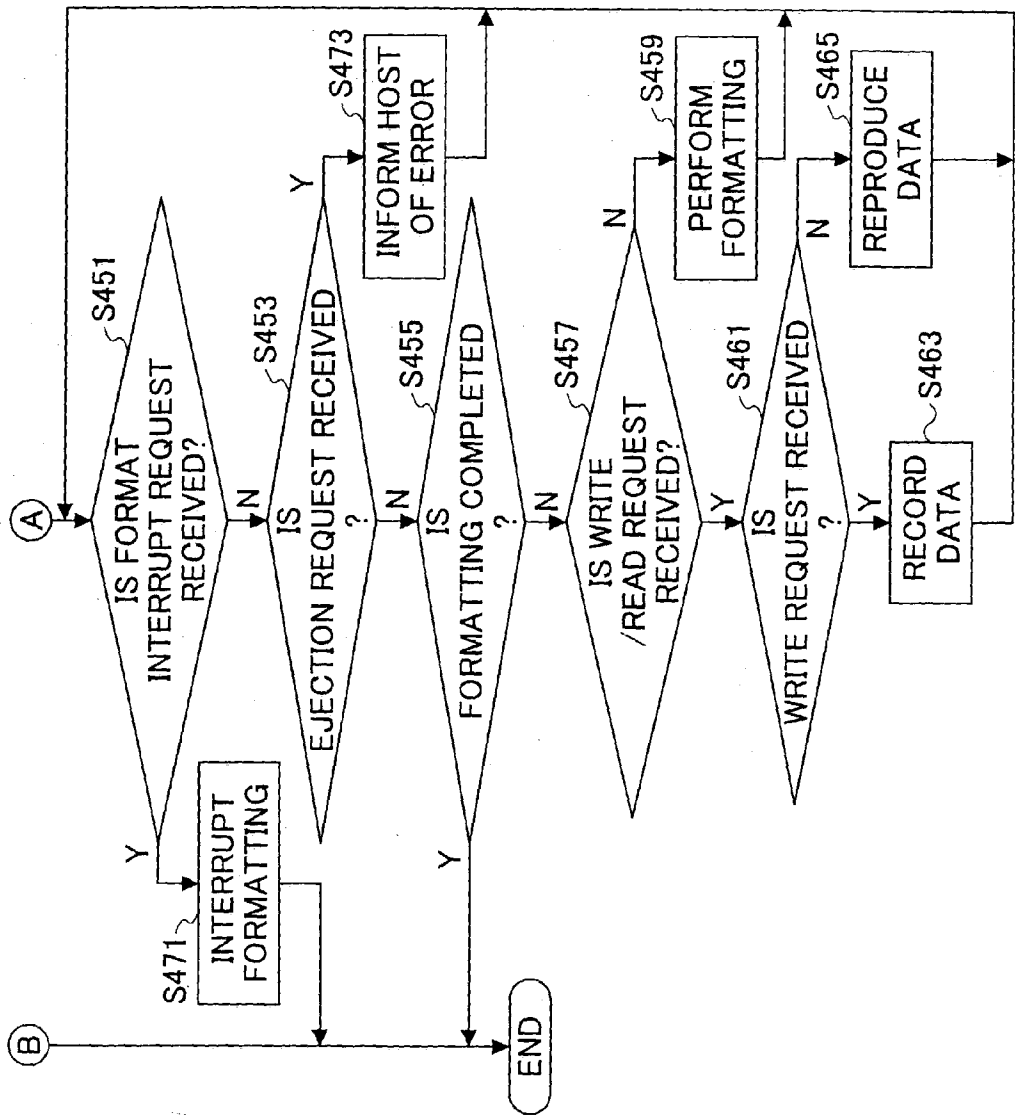 A
B
S451
IS FORMAT
INTERRUPT REQUEST
RECEIVED?
Y
N
S471
INTERRUPT
FORMATTING
S453
IS
EJECTION REQUEST RECEIVED
?
Y
N
S473
INFORM HOST
OF ERROR
S455
IS
FORMATTING COMPLETED
?
Y
N
END
S457
IS WRITE
/READ REQUEST
RECEIVED?
N
Y
S459
PERFORM
FORMATTING
S461
IS
WRITE REQUEST RECEIVED
?
N
Y
S465
REPRODUCE
DATA
S463
RECORD
DATA